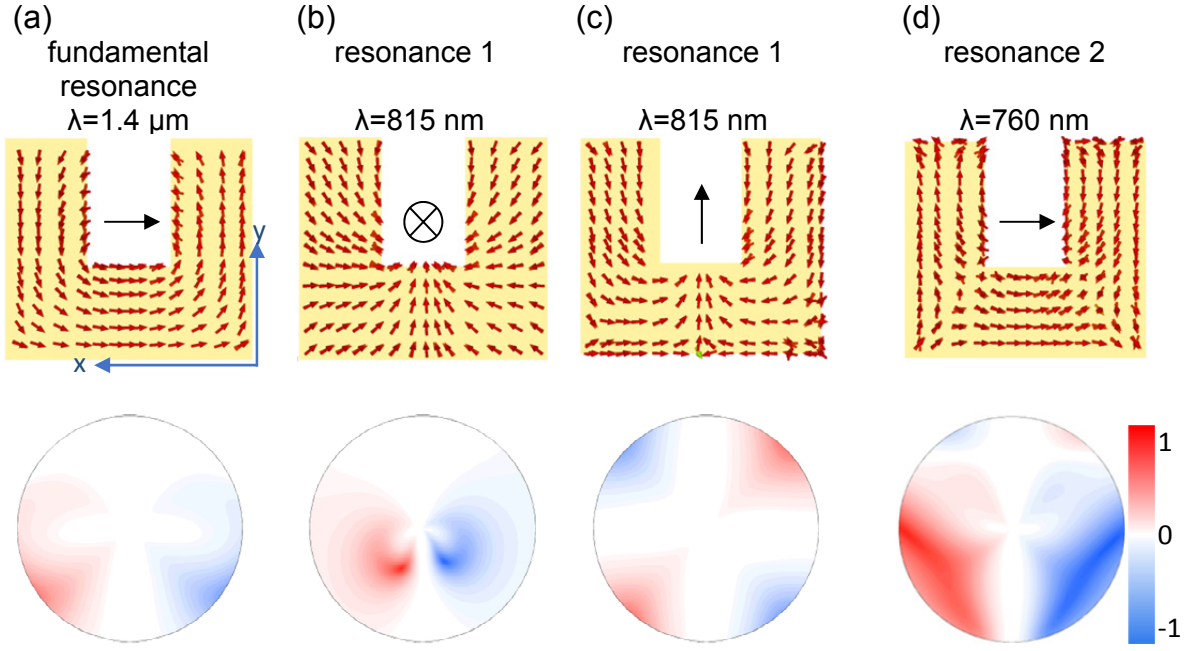 (a)
fundamental
resonance
λ=1.4 µm
(b)
resonance 1
λ=815 nm
(c)
resonance 1
λ=815 nm
(d)
resonance 2
λ=760 nm
y
x
1
0
-1